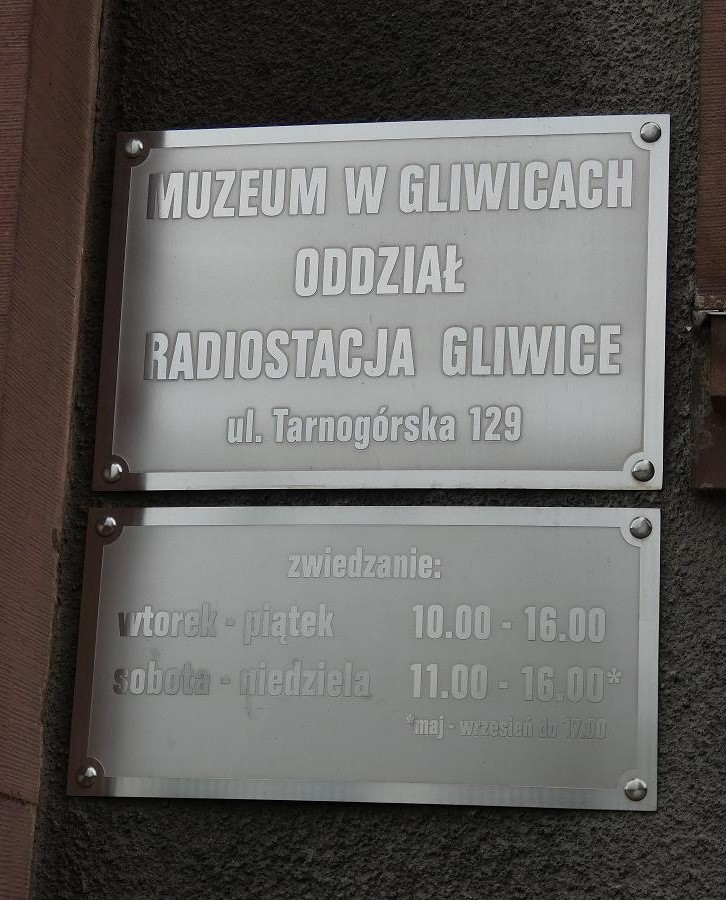 MUZEUM W GLIWICACH
ODDZIAŁ
RADIOSTACJA GLIWICE
ul. Tarnogórska 129
zwiedzanie:
wtorek - piątek 10.00 - 16.00
sobota - niedziela 11.00 - 16.00*
*maj - wrzesień do 17.00